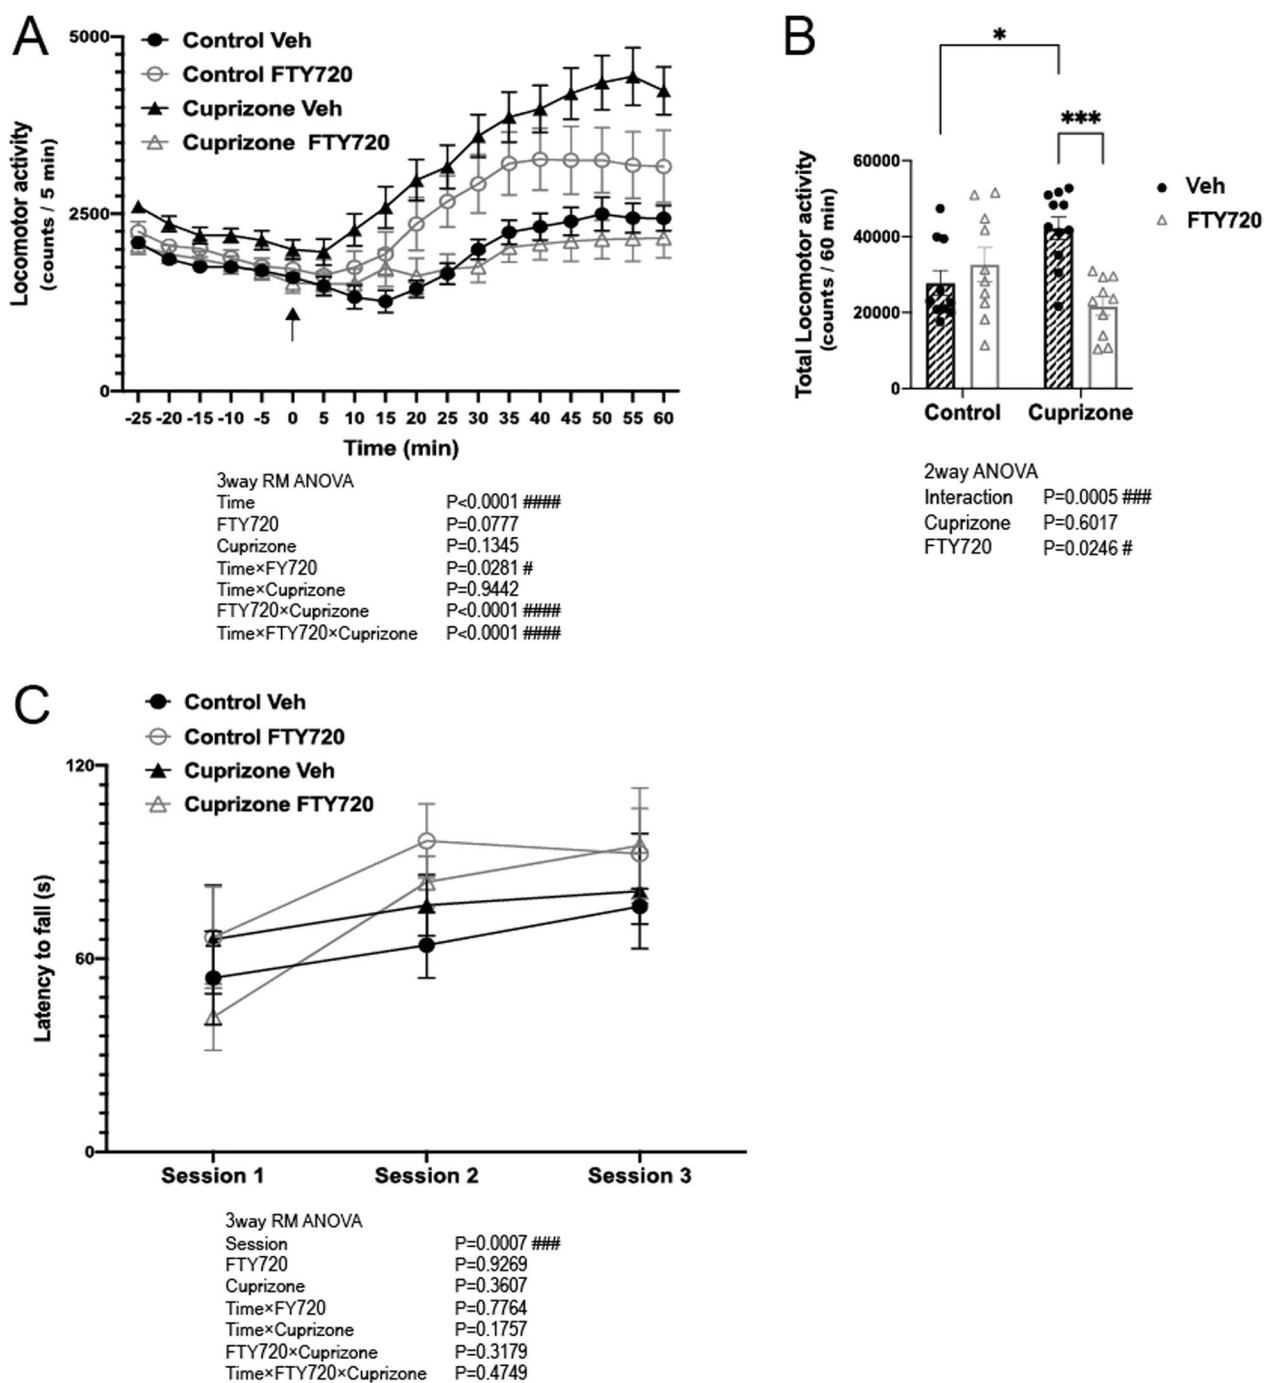 A
Control Veh
Control FTY720
Cuprizone Veh
Cuprizone FTY720
5000
2500
0
Locomotor activity
(counts / 5 min)
-25 -20 -15 -10 -5 0 5 10 15 20 25 30 35 40 45 50 55 60
Time (min)
3way RM ANOVA
Time P<0.0001 ####
FTY720 P=0.0777
Cuprizone P=0.1345
Time×FY720 P=0.0281 #
Time×Cuprizone P=0.9442
FTY720×Cuprizone P<0.0001 ####
Time×FTY720×Cuprizone P<0.0001 ####
B
*
***
60000
40000
20000
0
Total Locomotor activity
(counts / 60 min)
Veh
FTY720
Control Cuprizone
2way ANOVA
Interaction P=0.0005 ###
Cuprizone P=0.6017
FTY720 P=0.0246 #
C
Control Veh
Control FTY720
Cuprizone Veh
Cuprizone FTY720
120
60
0
Latency to fall (s)
Session 1 Session 2 Session 3
3way RM ANOVA
Session P=0.0007 ###
FTY720 P=0.9269
Cuprizone P=0.3607
Time×FY720 P=0.7764
Time×Cuprizone P=0.1757
FTY720×Cuprizone P=0.3179
Time×FTY720×Cuprizone P=0.4749